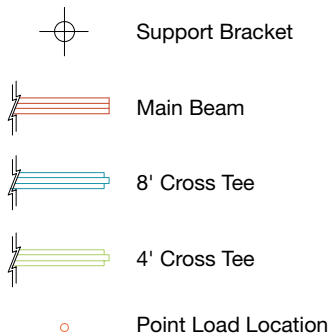 Support Bracket
Main Beam
8' Cross Tee
4' Cross Tee
Point Load Location